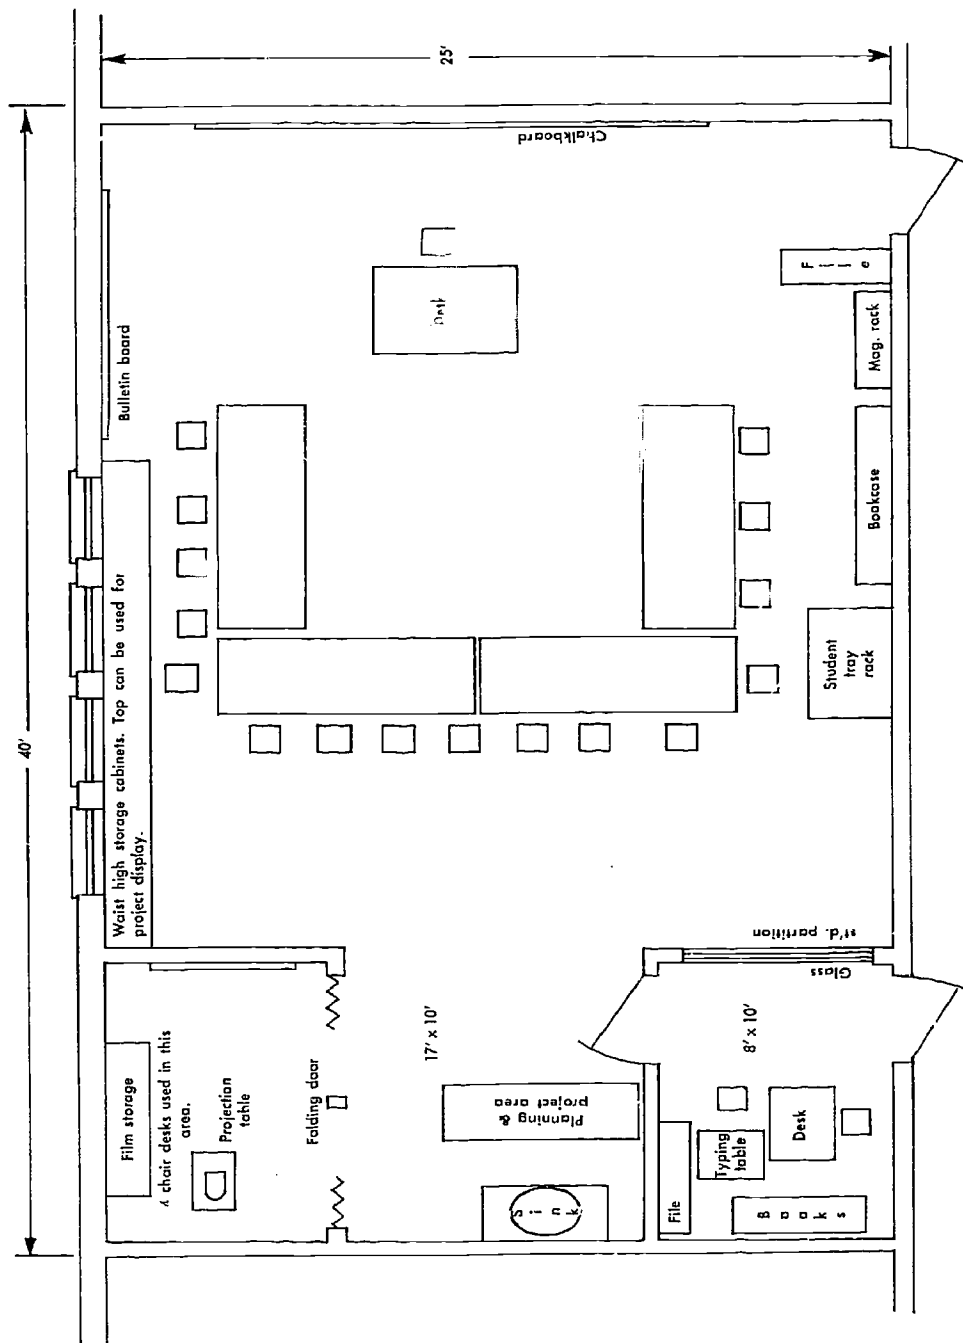 40'
Film storage
4 chair desks used in this
area.
Projection
table
Folding door
Waist high storage cabinets. Top can be used for
project display.
Bulletin board
25'
17' x 10'
Sink
Planning &
project area
Desk
Chalkboard
File
Typing
table
Books
Desk
8' x 10'
Glass
st'd. partition
Student
tray
rack
Bookcase
Mag. rack
File